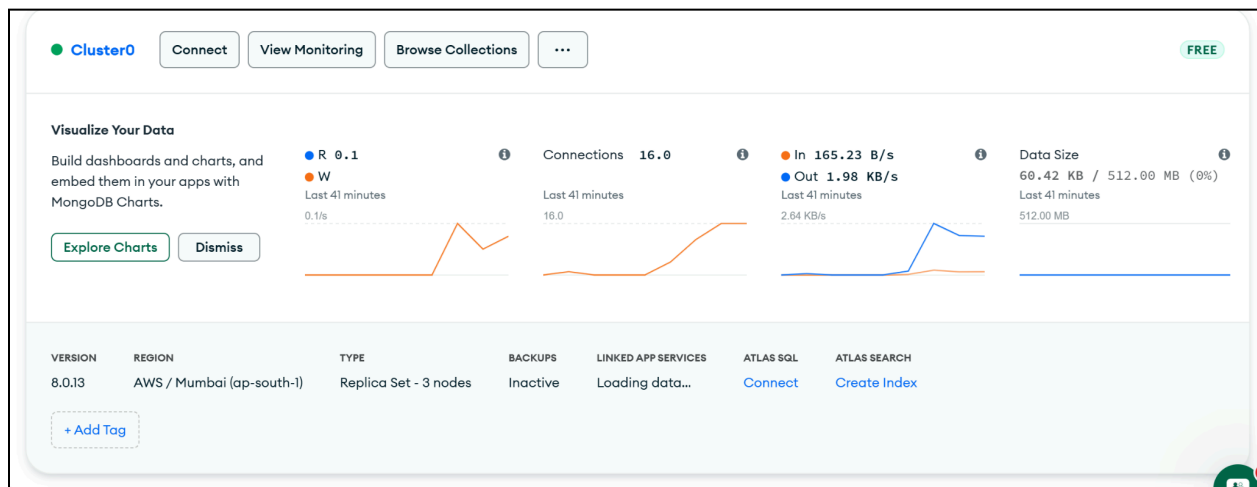 Cluster0
Connect
View Monitoring
Browse Collections
...
FREE
Visualize Your Data
Build dashboards and charts, and
embed them in your apps with
MongoDB Charts.
Explore Charts
Dismiss
R 0.1
W
Last 41 minutes
0.1/s
Connections 16.0
Last 41 minutes
16.0
In 165.23 B/s
Out 1.98 KB/s
Last 41 minutes
2.64 KB/s
Data Size
60.42 KB / 512.00 MB (0%)
Last 41 minutes
512.00 MB
VERSION
8.0.13
REGION
AWS / Mumbai (ap-south-1)
TYPE
Replica Set - 3 nodes
BACKUPS
Inactive
LINKED APP SERVICES
Loading data...
ATLAS SQL
Connect
ATLAS SEARCH
Create Index
+ Add Tag